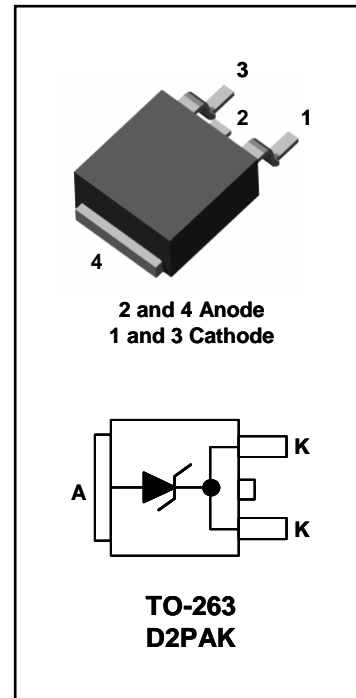 3
2
1
4
2 and 4 Anode
1 and 3 Cathode
K
A
K
TO-263
D2PAK